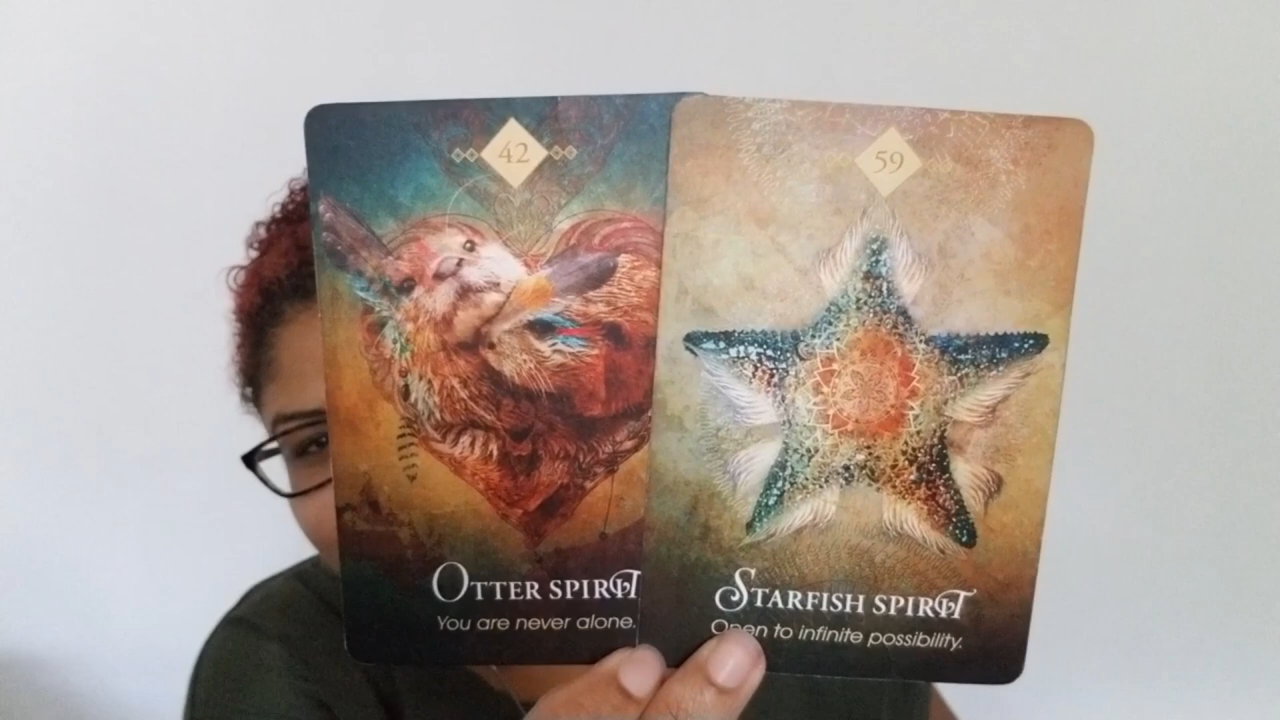 42
OTTER SPIRIT
You are never alone.
59
STARFISH SPIRIT
Open to infinite possibility.